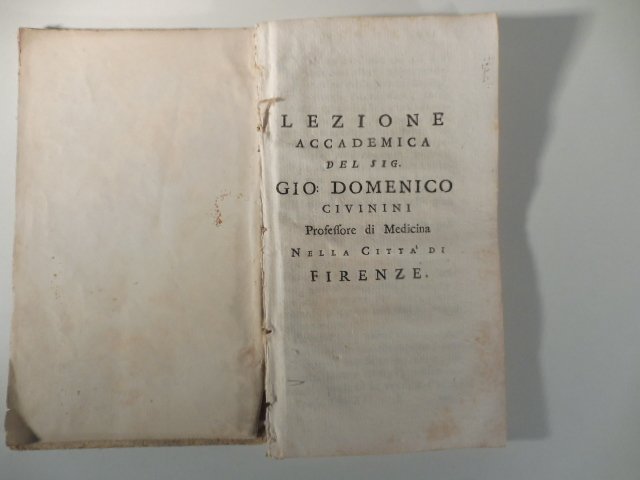 LEZIONE
ACCADEMICA
DEL SIG.
GIO: DOMENICO
CIVININI
Profeſſore di Medicina
NELLA CITTA' DI
FIRENZE.